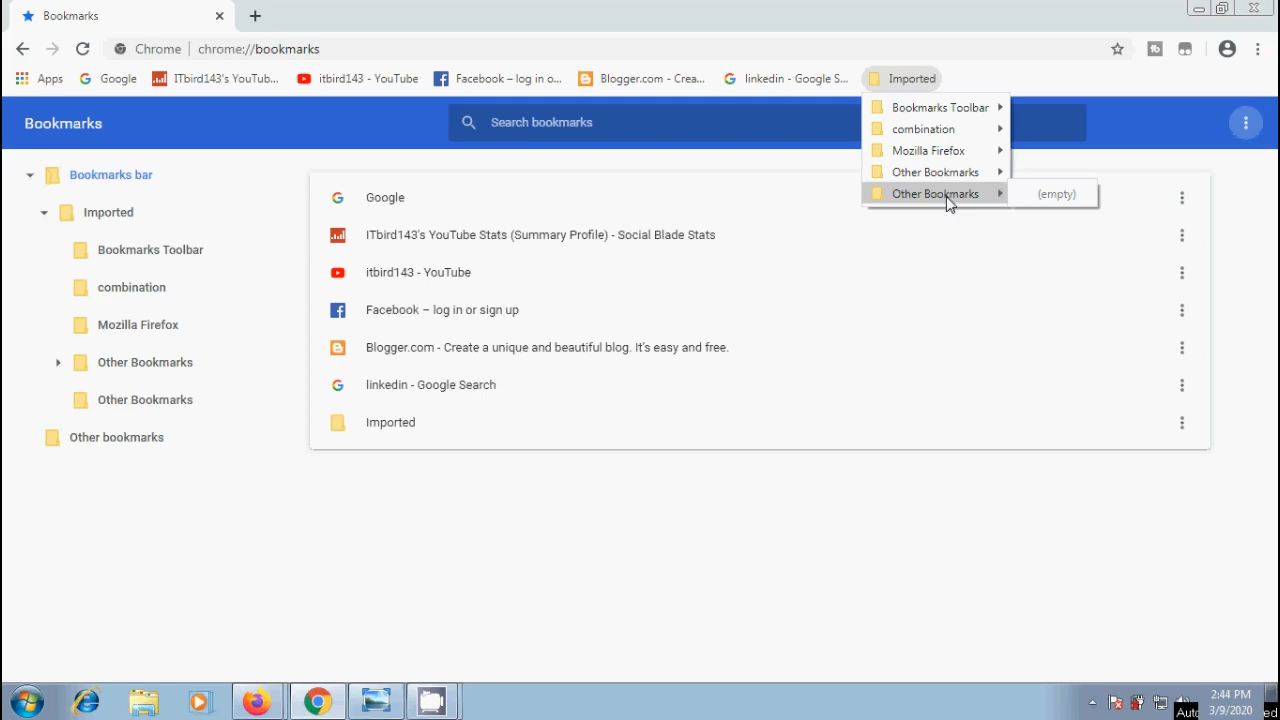 Bookmarks
Chrome
chrome://bookmarks
Apps
Google
ITbird143's YouTub...
itbird143 - YouTube
Facebook – log in o...
Blogger.com - Crea...
linkedin - Google S...
Imported
Bookmarks
Search bookmarks
Bookmarks Toolbar
combination
Mozilla Firefox
Other Bookmarks
Other Bookmarks
(empty)
Bookmarks bar
Imported
Bookmarks Toolbar
combination
Mozilla Firefox
Other Bookmarks
Other Bookmarks
Other bookmarks
Google
ITbird143's YouTube Stats (Summary Profile) - Social Blade Stats
itbird143 - YouTube
Facebook – log in or sign up
Blogger.com - Create a unique and beautiful blog. It's easy and free.
linkedin - Google Search
Imported
2:44 PM
3/9/2020